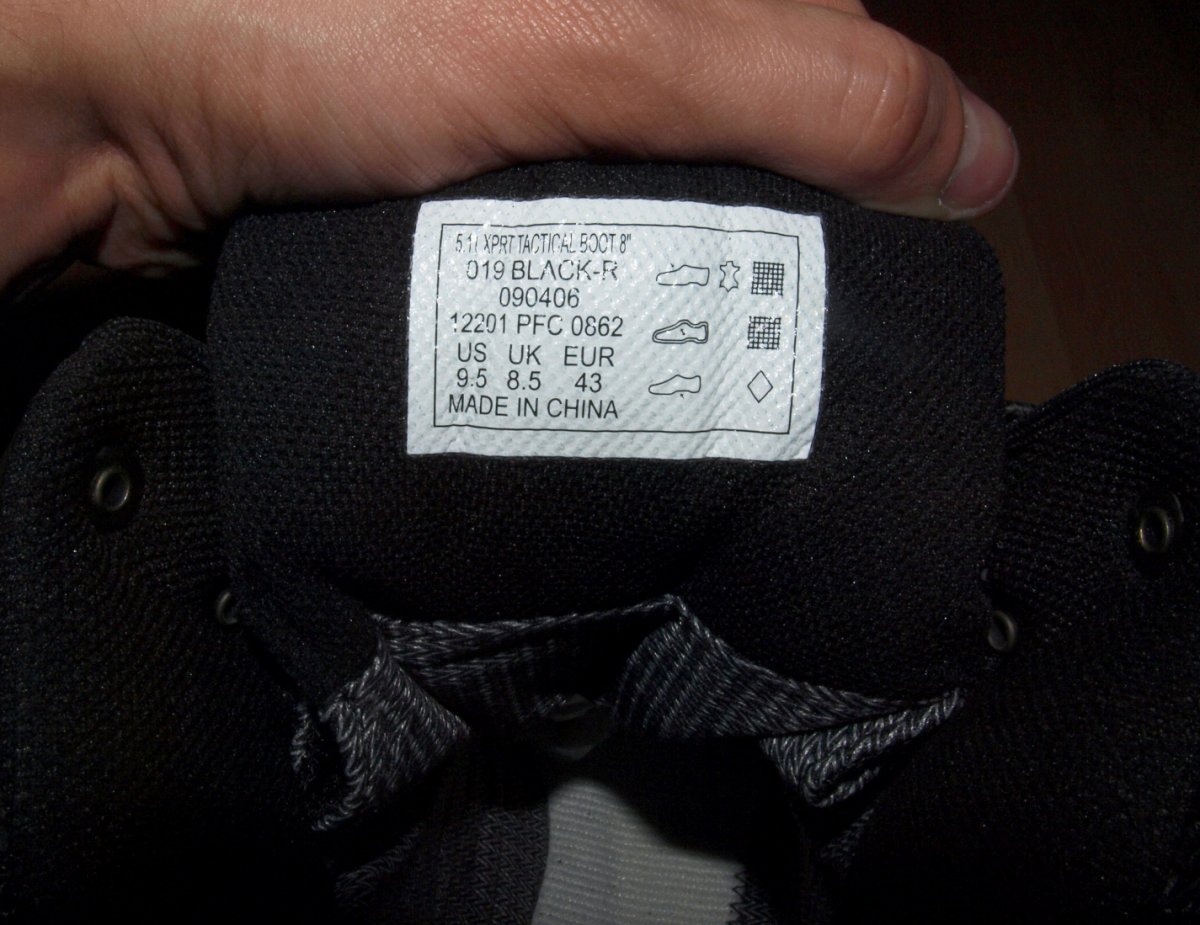 5.11 XPRT TACTICAL BOOT 8"
019 BLACK-R
090406
12201 PFC 0862
US UK EUR
9.5 8.5 43
MADE IN CHINA